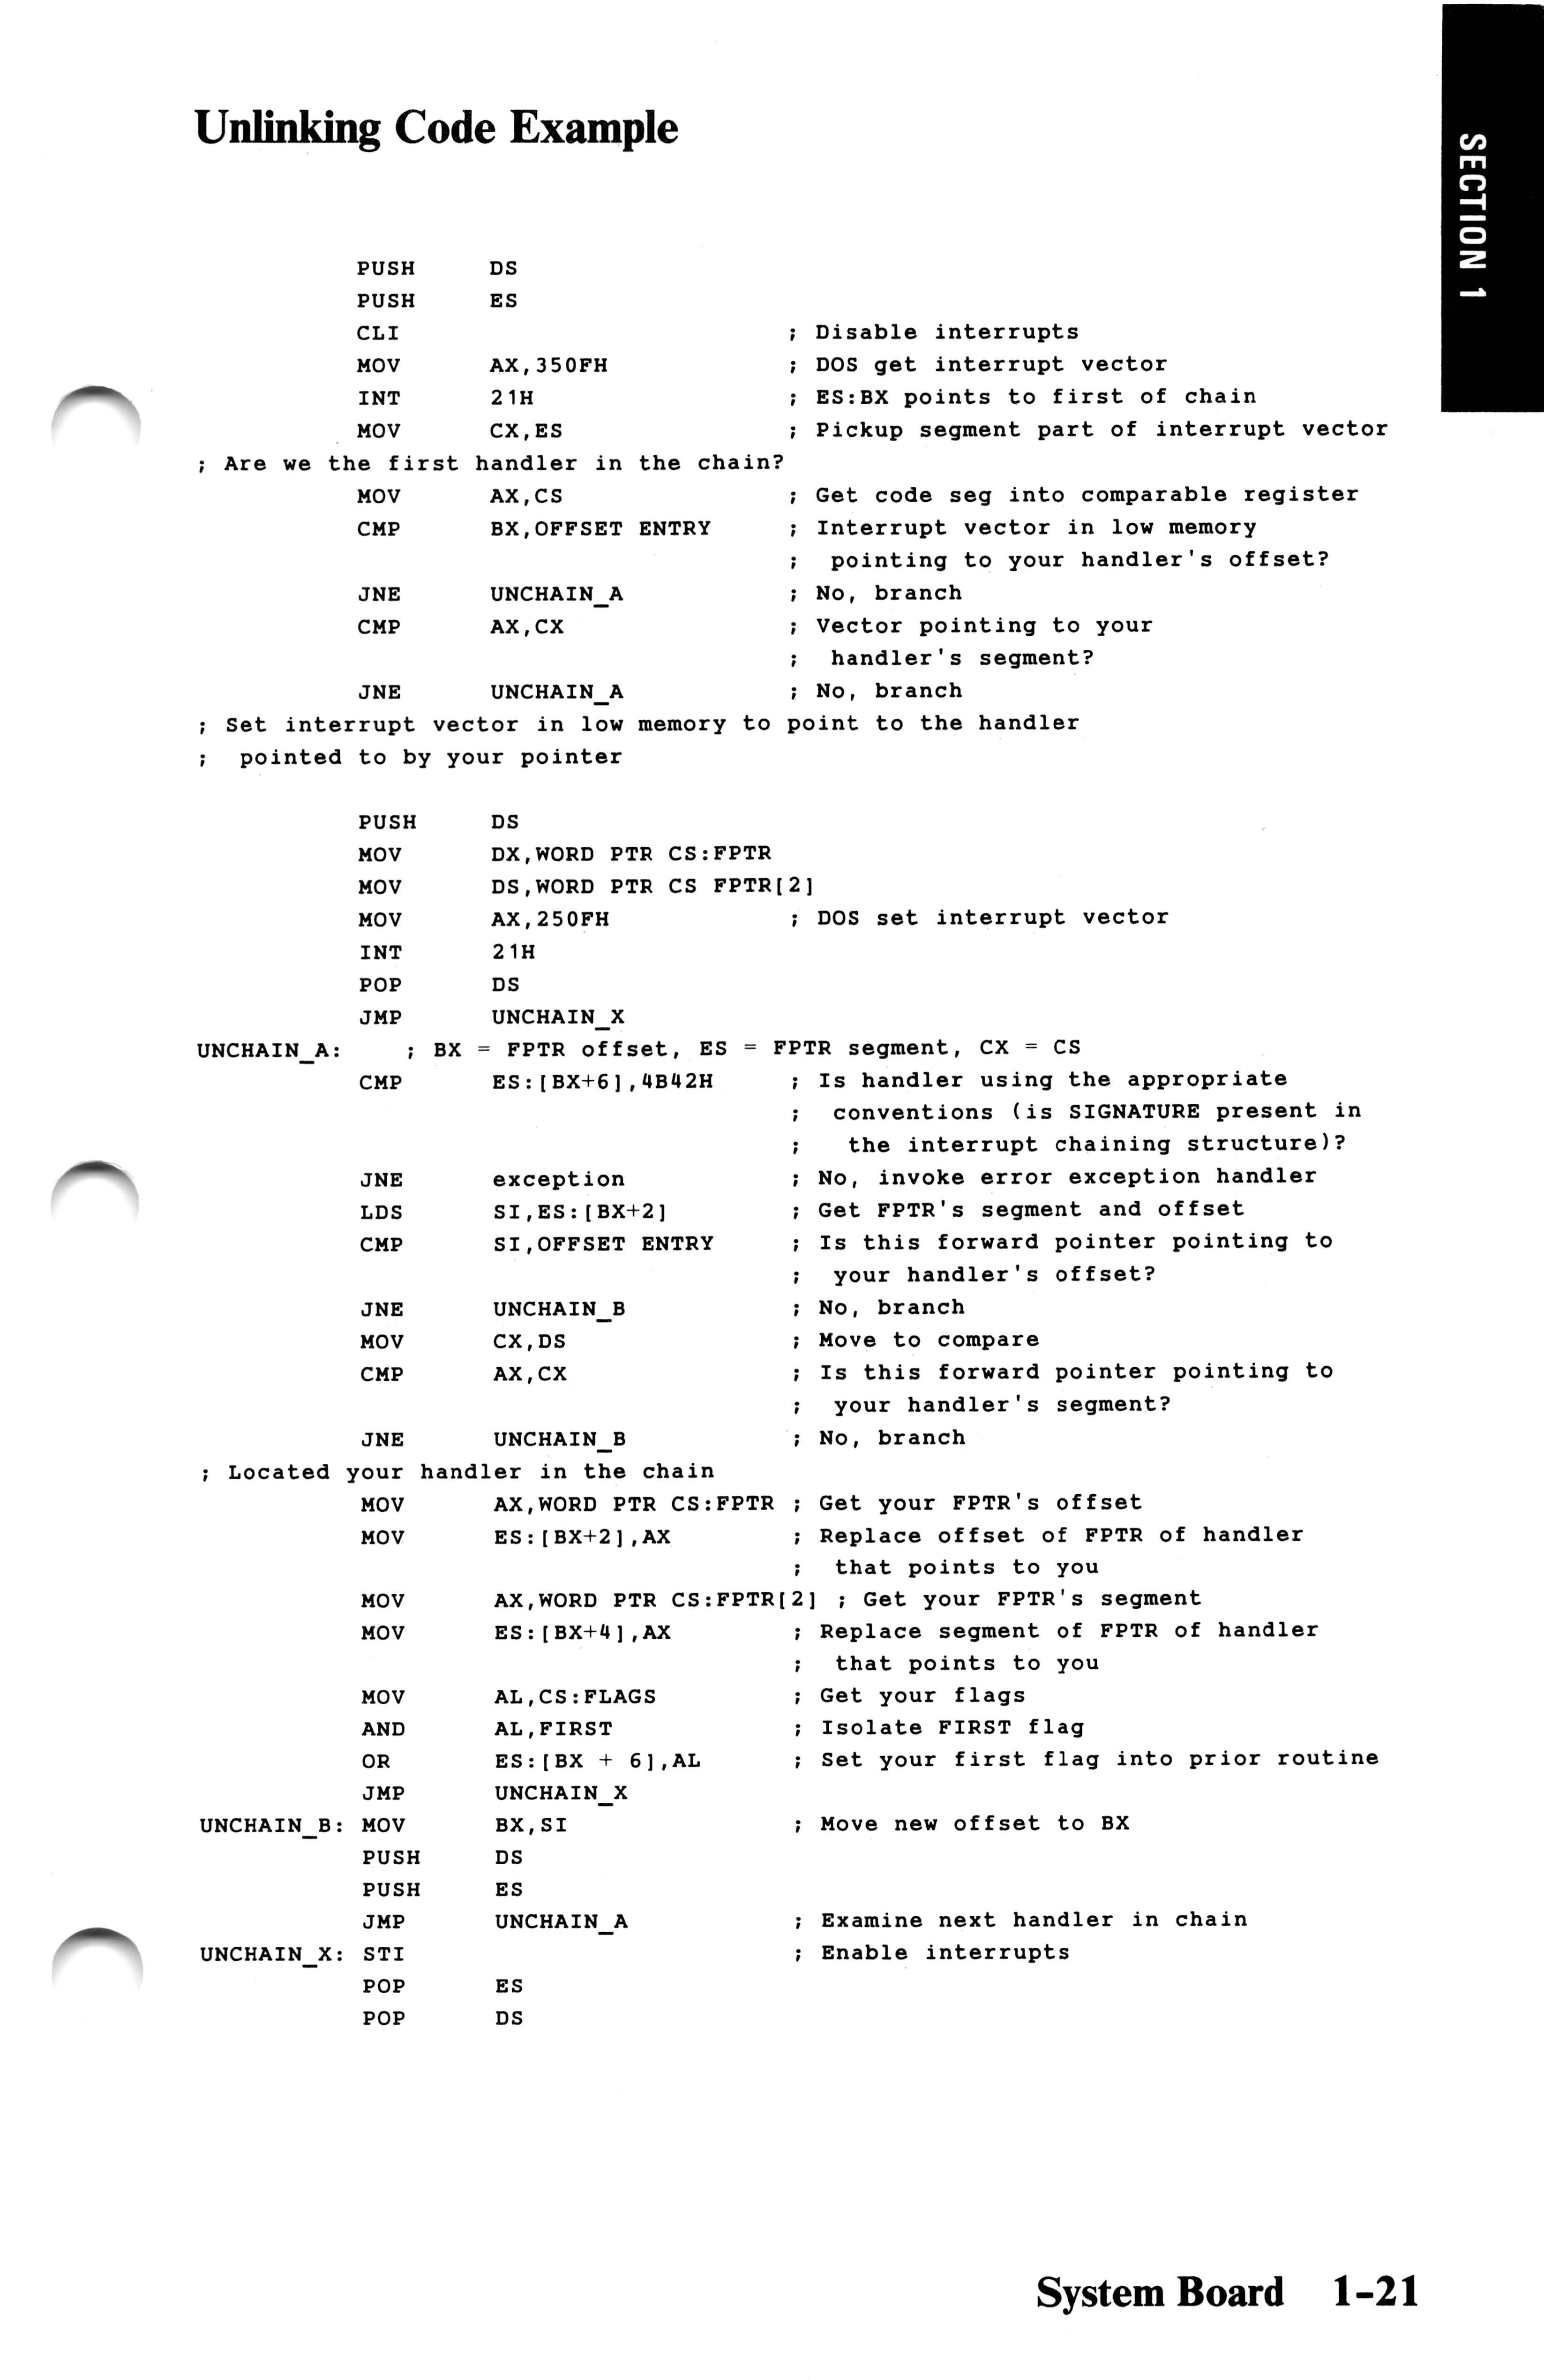 Unlinking Code Example
SECTION 1
PUSH DS
PUSH ES
CLI ; Disable interrupts
MOV AX,350FH ; DOS get interrupt vector
INT 21H ; ES:BX points to first of chain
MOV CX,ES ; Pickup segment part of interrupt vector
; Are we the first handler in the chain?
MOV AX,CS ; Get code seg into comparable register
CMP BX,OFFSET ENTRY ; Interrupt vector in low memory
; pointing to your handler's offset?
JNE UNCHAIN_A ; No, branch
CMP AX,CX ; Vector pointing to your
; handler's segment?
JNE UNCHAIN_A ; No, branch
; Set interrupt vector in low memory to point to the handler
; pointed to by your pointer
PUSH DS
MOV DX,WORD PTR CS:FPTR
MOV DS,WORD PTR CS FPTR[2]
MOV AX,250FH ; DOS set interrupt vector
INT 21H
POP DS
JMP UNCHAIN_X
UNCHAIN_A: ; BX = FPTR offset, ES = FPTR segment, CX = CS
CMP ES:[BX+6],4B42H ; Is handler using the appropriate
; conventions (is SIGNATURE present in
; the interrupt chaining structure)?
JNE exception ; No, invoke error exception handler
LDS SI,ES:[BX+2] ; Get FPTR's segment and offset
CMP SI,OFFSET ENTRY ; Is this forward pointer pointing to
; your handler's offset?
JNE UNCHAIN_B ; No, branch
MOV CX,DS ; Move to compare
CMP AX,CX ; Is this forward pointer pointing to
; your handler's segment?
JNE UNCHAIN_B ; No, branch
; Located your handler in the chain
MOV AX,WORD PTR CS:FPTR ; Get your FPTR's offset
MOV ES:[BX+2],AX ; Replace offset of FPTR of handler
; that points to you
MOV AX,WORD PTR CS:FPTR[2] ; Get your FPTR's segment
MOV ES:[BX+4],AX ; Replace segment of FPTR of handler
; that points to you
MOV AL,CS:FLAGS ; Get your flags
AND AL,FIRST ; Isolate FIRST flag
OR ES:[BX + 6],AL ; Set your first flag into prior routine
JMP UNCHAIN_X
UNCHAIN_B: MOV BX,SI ; Move new offset to BX
PUSH DS
PUSH ES
JMP UNCHAIN_A ; Examine next handler in chain
UNCHAIN_X: STI ; Enable interrupts
POP ES
POP DS
System Board 1-21